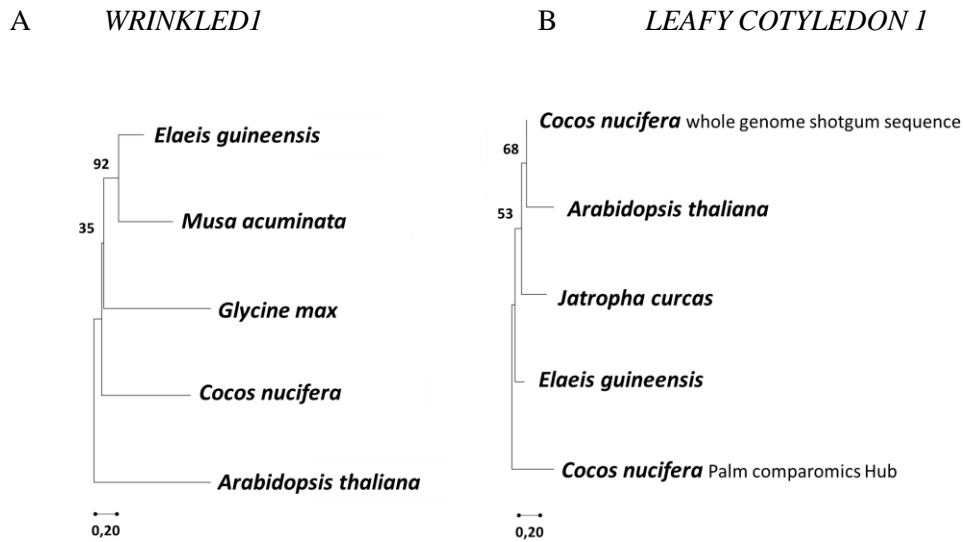 A WRINKLED1
B LEAFY COTYLEDON 1
Elaeis guineensis
92
Musa acuminata
35
Glycine max
Cocos nucifera
Arabidopsis thaliana
0,20
Cocos nucifera whole genome shotgum sequence
68
Arabidopsis thaliana
53
Jatropha curcas
Elaeis guineensis
Cocos nucifera Palm comparomics Hub
0,20